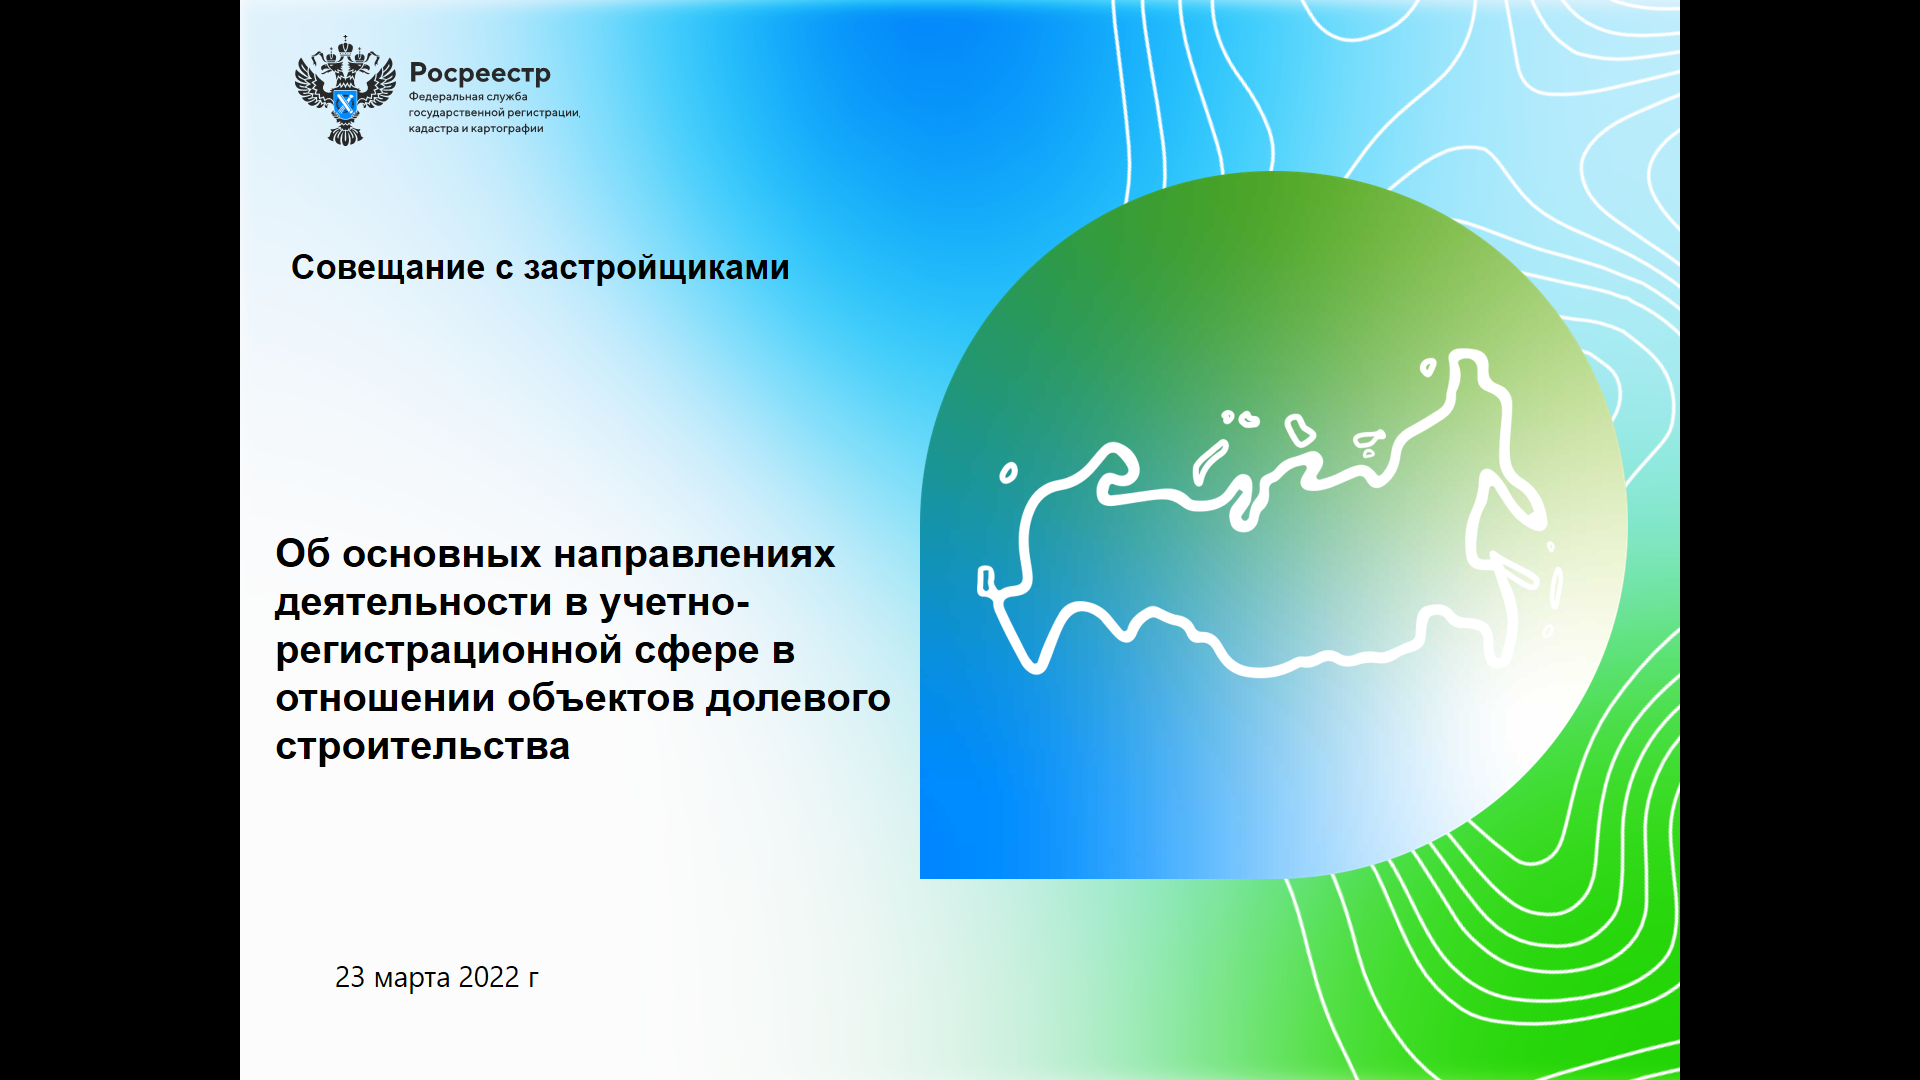 Росреестр
Федеральная служба
государственной регистрации,
кадастра и картографии
Совещание с застройщиками
Об основных направлениях
деятельности в учетно-
регистрационной сфере в
отношении объектов долевого
строительства
23 марта 2022 г